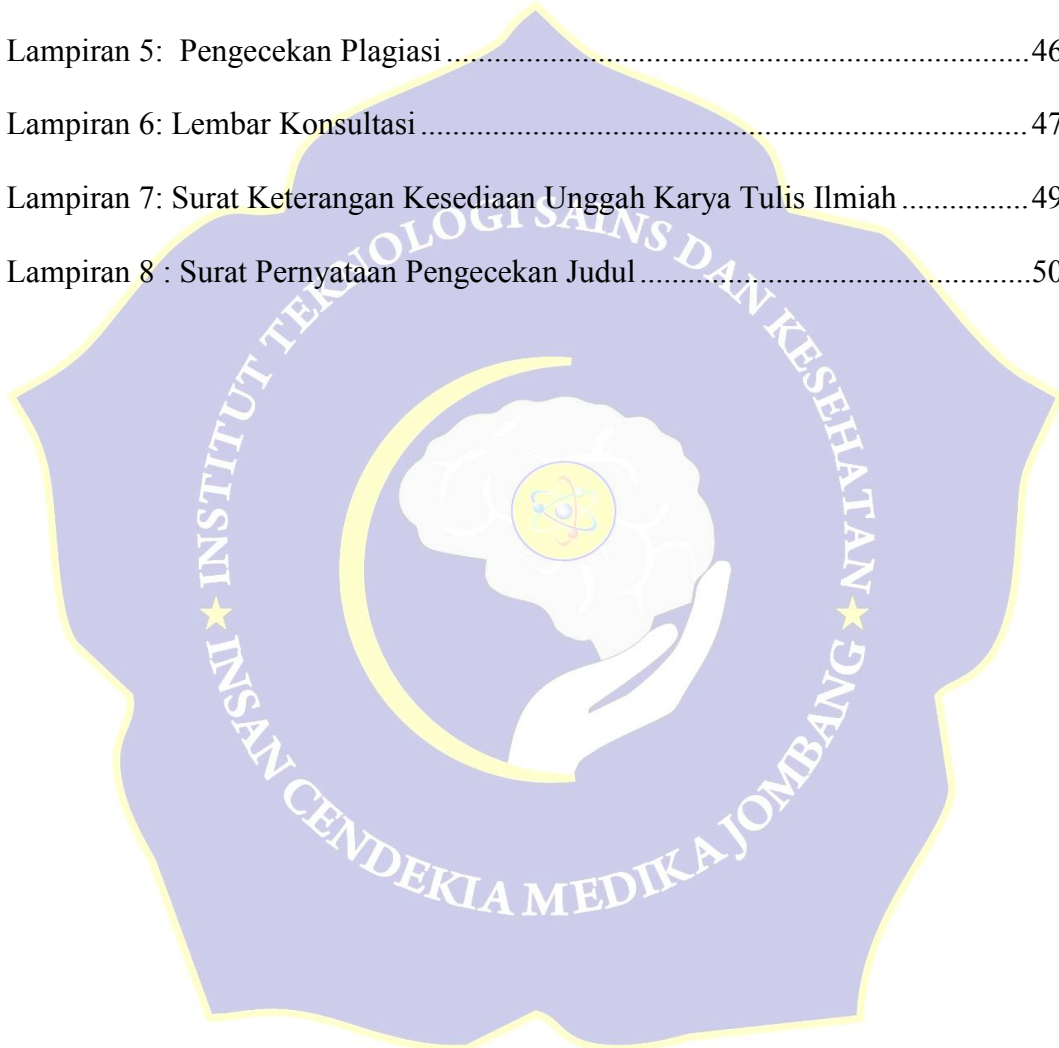 Lampiran 5:  Pengecekan Plagiasi.......................................................................46
Lampiran 6: Lembar Konsultasi..........................................................................47
Lampiran 7: Surat Keterangan Kesediaan Unggah Karya Tulis Ilmiah...............49
Lampiran 8 : Surat Pernyataan Pengecekan Judul...............................................50
INSTITUT TEKNOLOGI SAINS DAN KESEHATAN
INSAN CENDEKIA MEDIKA JOMBANG